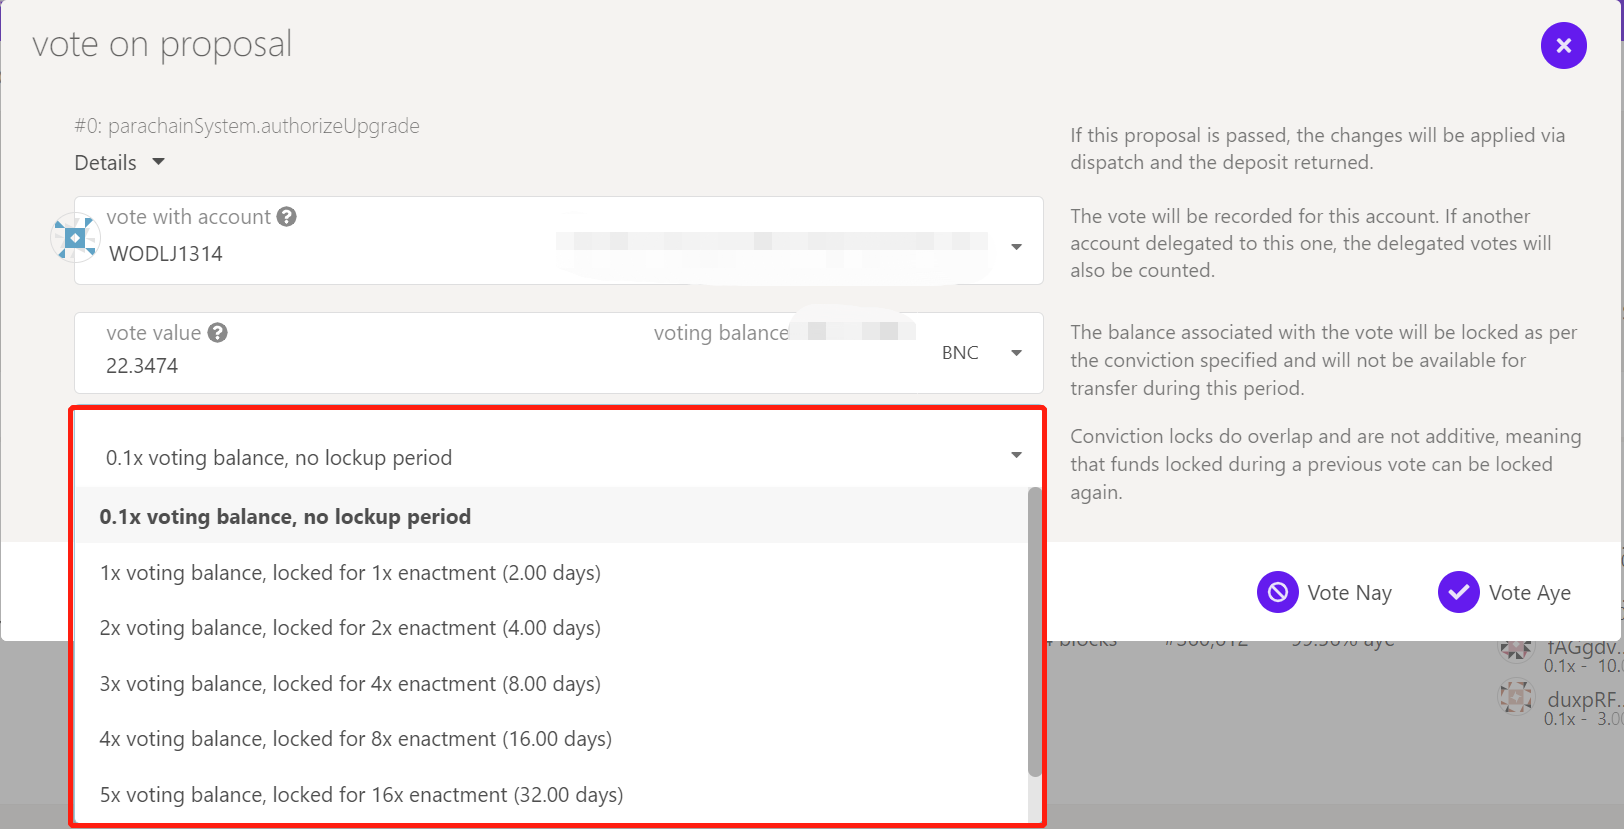 vote on proposal
#0: parachainSystem.authorizeUpgrade
Details
vote with account
WODLJ1314
vote value
22.3474
voting balance
BNC
0.1x voting balance, no lockup period
0.1x voting balance, no lockup period
1x voting balance, locked for 1x enactment (2.00 days)
2x voting balance, locked for 2x enactment (4.00 days)
3x voting balance, locked for 4x enactment (8.00 days)
4x voting balance, locked for 8x enactment (16.00 days)
5x voting balance, locked for 16x enactment (32.00 days)
If this proposal is passed, the changes will be applied via
dispatch and the deposit returned.
The vote will be recorded for this account. If another
account delegated to this one, the delegated votes will
also be counted.
The balance associated with the vote will be locked as per
the conviction specified and will not be available for
transfer during this period.
Conviction locks do overlap and are not additive, meaning
that funds locked during a previous vote can be locked
again.
Vote Nay
Vote Aye
blocks
fAGgdv...
0.1x - 10.
duxpRF...
0.1x - 3.00